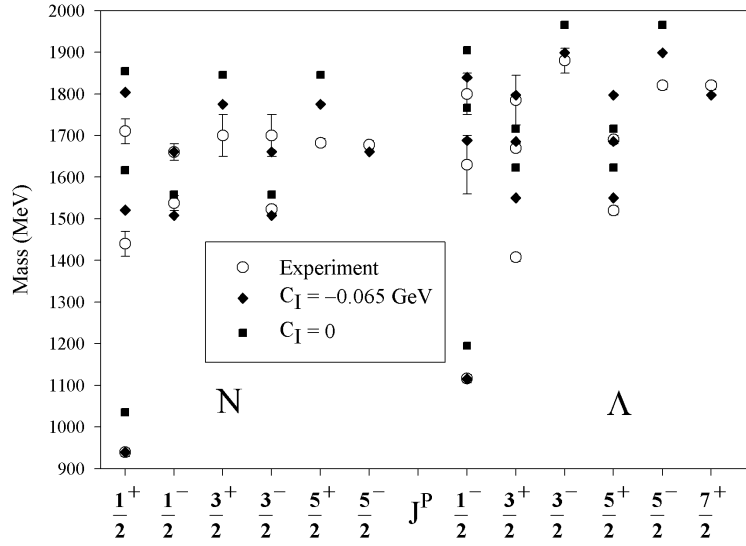 2000
1900
1800
1700
1600
1500
1400
1300
1200
1100
1000
900
Mass (MeV)
Experiment
C_I = −0.065 GeV
C_I = 0
N
Λ
1/2^+ 1/2^- 3/2^+ 3/2^- 5/2^+ 5/2^- J^P 1/2^- 3/2^+ 3/2^- 5/2^+ 5/2^- 7/2^+